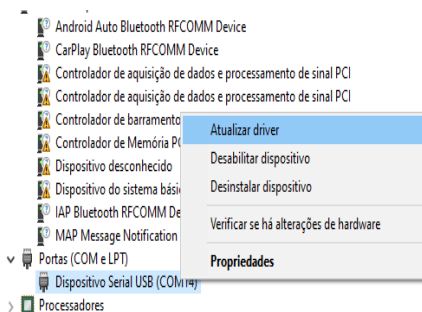 Android Auto Bluetooth RFCOMM Device
CarPlay Bluetooth RFCOMM Device
Controlador de aquisição de dados e processamento de sinal PCI
Controlador de aquisição de dados e processamento de sinal PCI
Controlador de barramento
Controlador de Memória
Dispositivo desconhecido
Dispositivo do sistema
IAP Bluetooth RFCOMM
MAP Message Notification
Portas (COM e LPT)
Dispositivo Serial USB (COM14)
Processadores
Atualizar driver
Desabilitar dispositivo
Desinstalar dispositivo
Verificar se há alterações de hardware
Propriedades